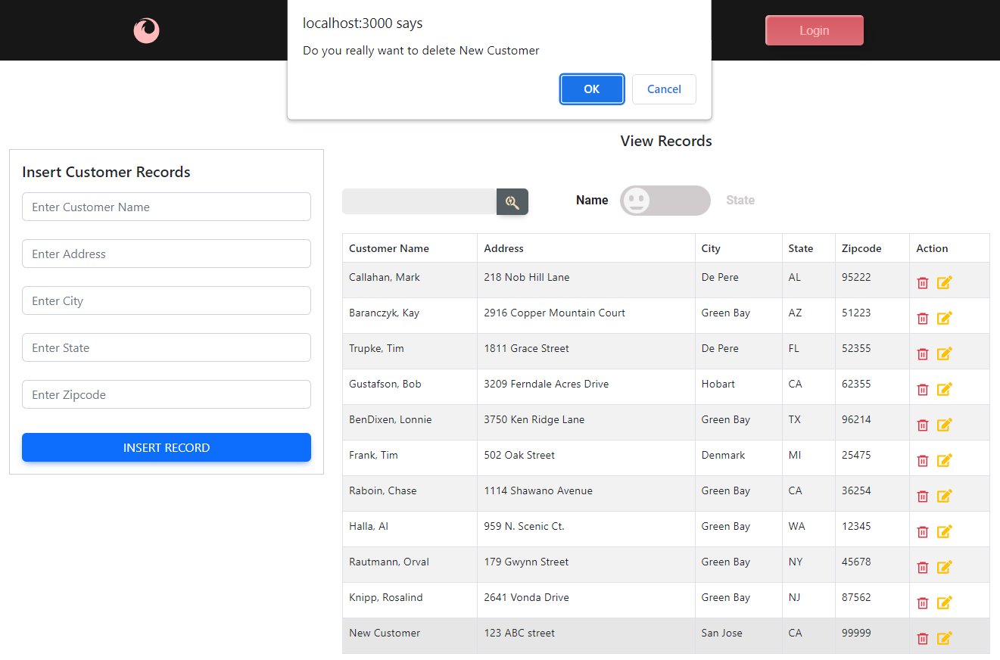 localhost:3000 says
Do you really want to delete New Customer
OK Cancel
Login
View Records
Insert Customer Records
Enter Customer Name
Enter Address
Enter City
Enter State
Enter Zipcode
INSERT RECORD
Name State
Customer Name Address City State Zipcode Action
Callahan, Mark 218 Nob Hill Lane De Pere AL 95222
Baranczyk, Kay 2916 Copper Mountain Court Green Bay AZ 51223
Trupke, Tim 1811 Grace Street De Pere FL 52355
Gustafson, Bob 3209 Ferndale Acres Drive Hobart CA 62355
BenDixen, Lonnie 3750 Ken Ridge Lane Green Bay TX 96214
Frank, Tim 502 Oak Street Denmark MI 25475
Raboin, Chase 1114 Shawano Avenue Green Bay CA 36254
Halla, Al 959 N. Scenic Ct. Green Bay WA 12345
Rautmann, Orval 179 Gwynn Street Green Bay NY 45678
Knipp, Rosalind 2641 Vonda Drive Green Bay NJ 87562
New Customer 123 ABC street San Jose CA 99999